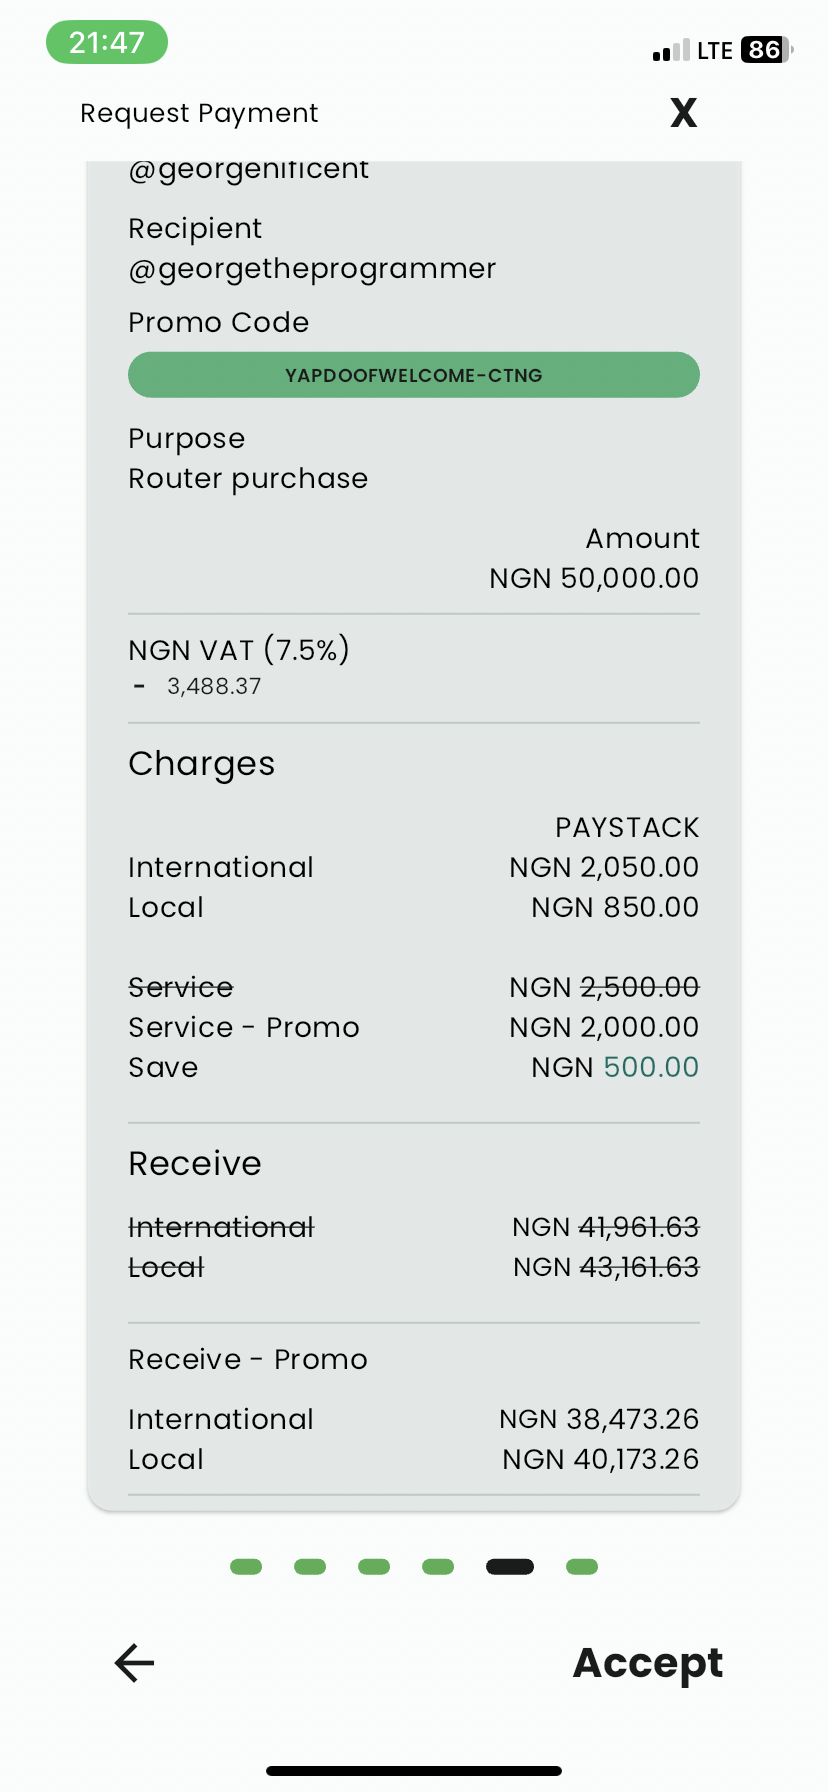 21:47
LTE 86
Request Payment X
@georgenificent
Recipient
@georgetheprogrammer
Promo Code
YAPDOOFWELCOME-CTNG
Purpose
Router purchase
Amount
NGN 50,000.00
NGN VAT (7.5%)
- 3,488.37
Charges
PAYSTACK
International NGN 2,050.00
Local NGN 850.00
Service NGN 2,500.00
Service - Promo NGN 2,000.00
Save NGN 500.00
Receive
International NGN 41,961.63
Local NGN 43,161.63
Receive - Promo
International NGN 38,473.26
Local NGN 40,173.26
Accept